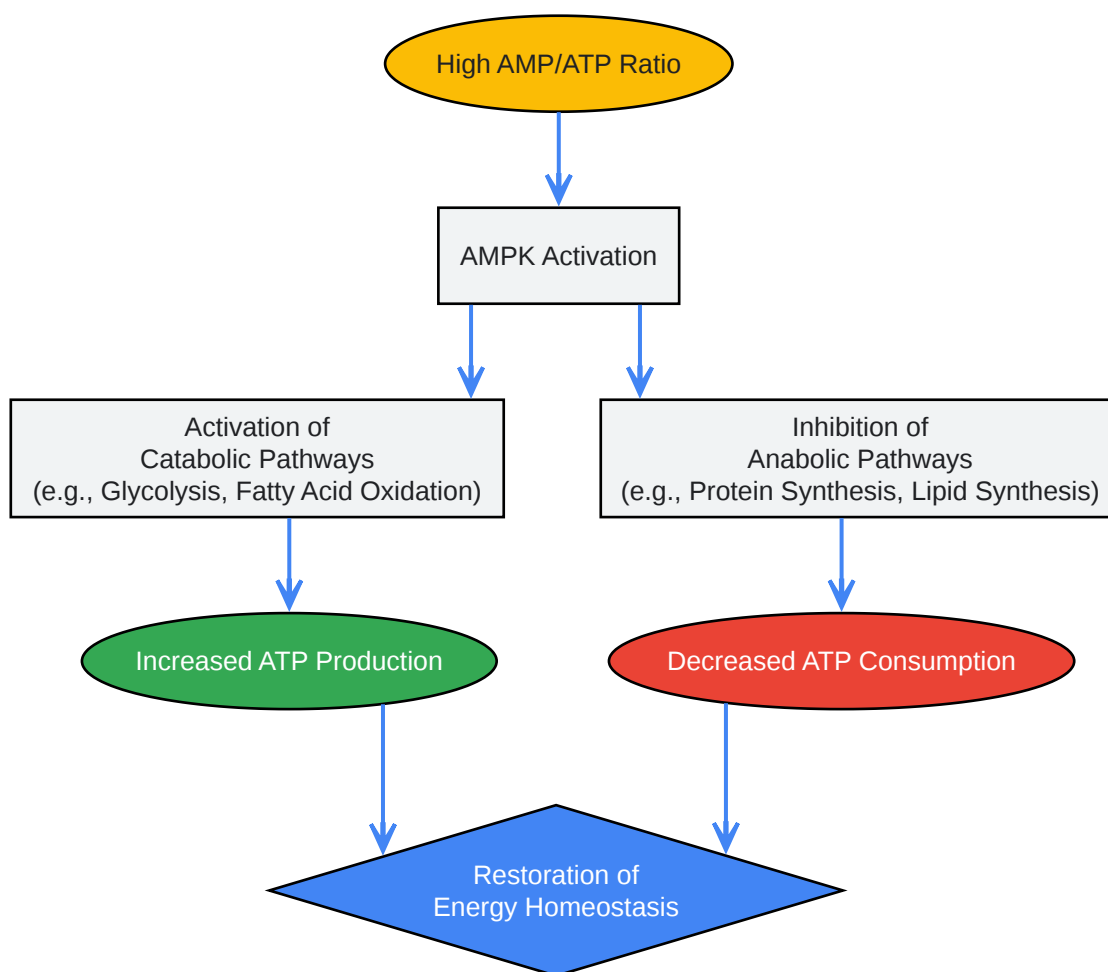 High AMP/ATP Ratio
AMPK Activation
Activation of
Catabolic Pathways
(e.g., Glycolysis, Fatty Acid Oxidation)
Inhibition of
Anabolic Pathways
(e.g., Protein Synthesis, Lipid Synthesis)
Increased ATP Production
Decreased ATP Consumption
Restoration of
Energy Homeostasis